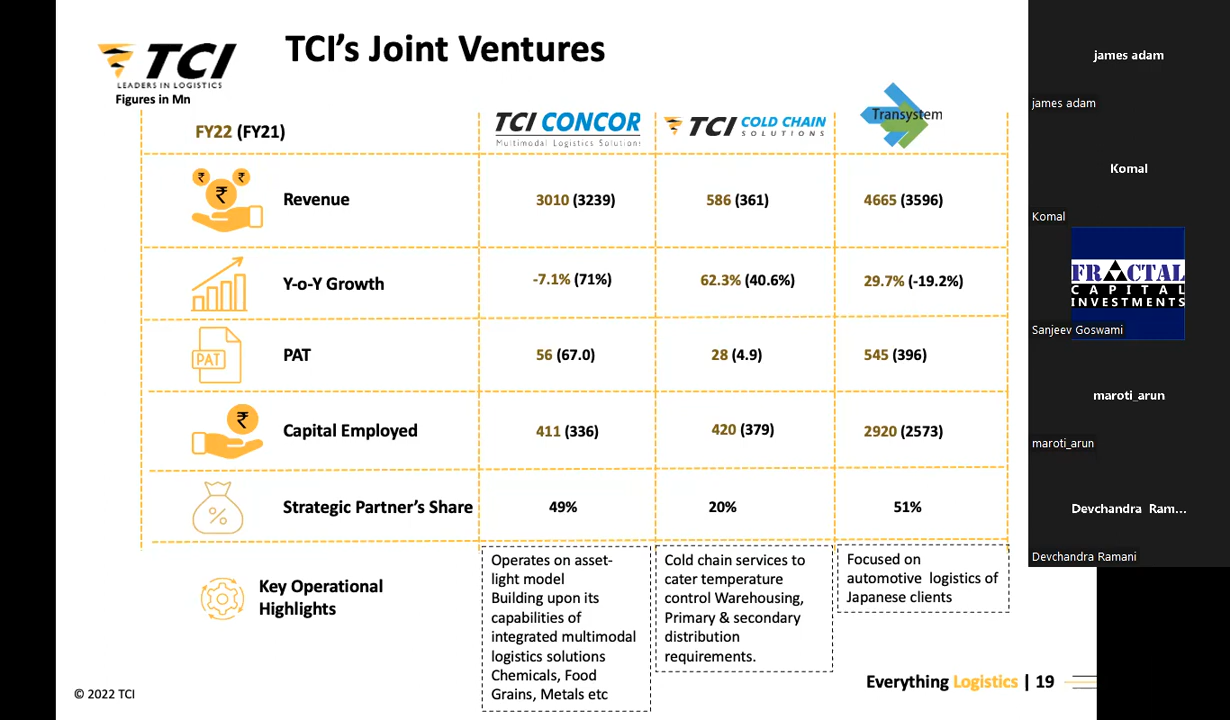 TCI
LEADERS IN LOGISTICS
Figures in Mn
TCI's Joint Ventures
FY22 (FY21)
TCI CONCOR
Multimodal Logistics Solutions
TCI COLD CHAIN
SOLUTIONS
Transystem
₹ ₹
₹
Revenue
3010 (3239)
586 (361)
4665 (3596)
Y-o-Y Growth
-7.1% (71%)
62.3% (40.6%)
29.7% (-19.2%)
PAT
PAT
56 (67.0)
28 (4.9)
545 (396)
₹
Capital Employed
411 (336)
420 (379)
2920 (2573)
%
Strategic Partner's Share
49%
20%
51%
Key Operational
Highlights
Operates on asset-
light model
Building upon its
capabilities of
integrated multimodal
logistics solutions
Chemicals, Food
Grains, Metals etc
Cold chain services to
cater temperature
control Warehousing,
Primary & secondary
distribution
requirements.
Focused on
automotive logistics of
Japanese clients
© 2022 TCI
Everything Logistics | 19
james adam
james adam
Komal
Komal
FRACTAL
CAPITAL
INVESTMENTS
Sanjeev Goswami
maroti_arun
maroti_arun
Devchandra Ram...
Devchandra Ramani